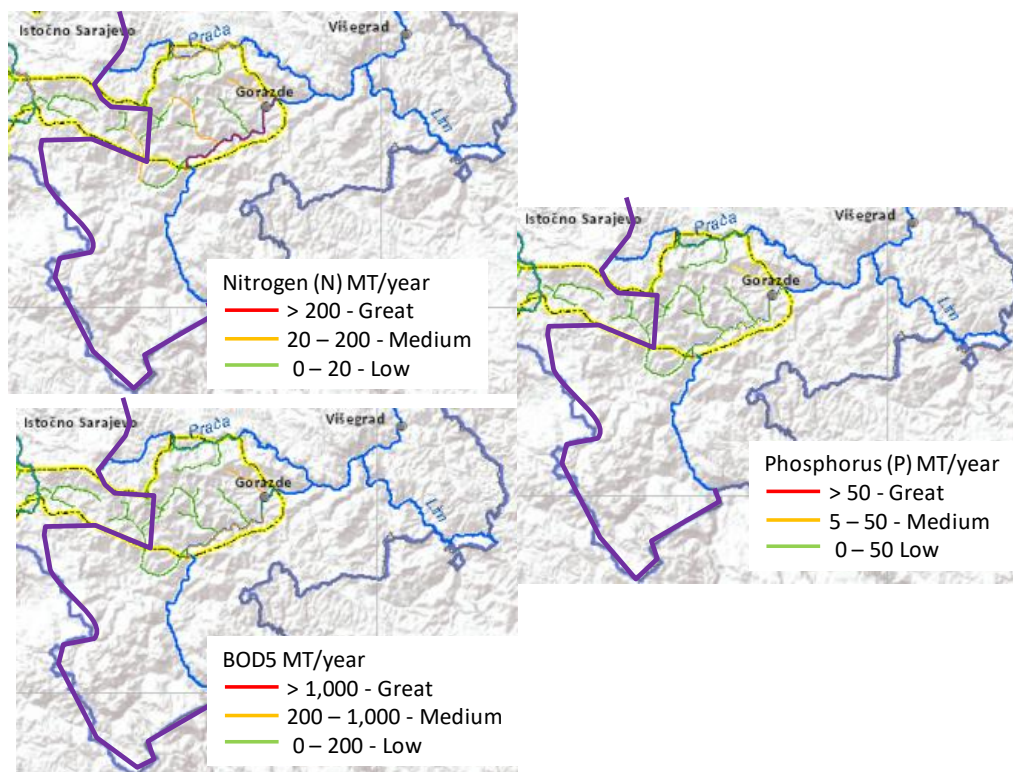 Istočno Sarajevo
Višegrad
Prača
Goražde
Lim
Nitrogen (N) MT/year
> 200 - Great
20 – 200 - Medium
0 – 20 - Low
Istočno Sarajevo
Višegrad
Prača
Goražde
Lim
Phosphorus (P) MT/year
> 50 - Great
5 – 50 - Medium
0 – 50 Low
Istočno Sarajevo
Višegrad
Prača
Goražde
Lim
BOD5 MT/year
> 1,000 - Great
200 – 1,000 - Medium
0 – 200 - Low